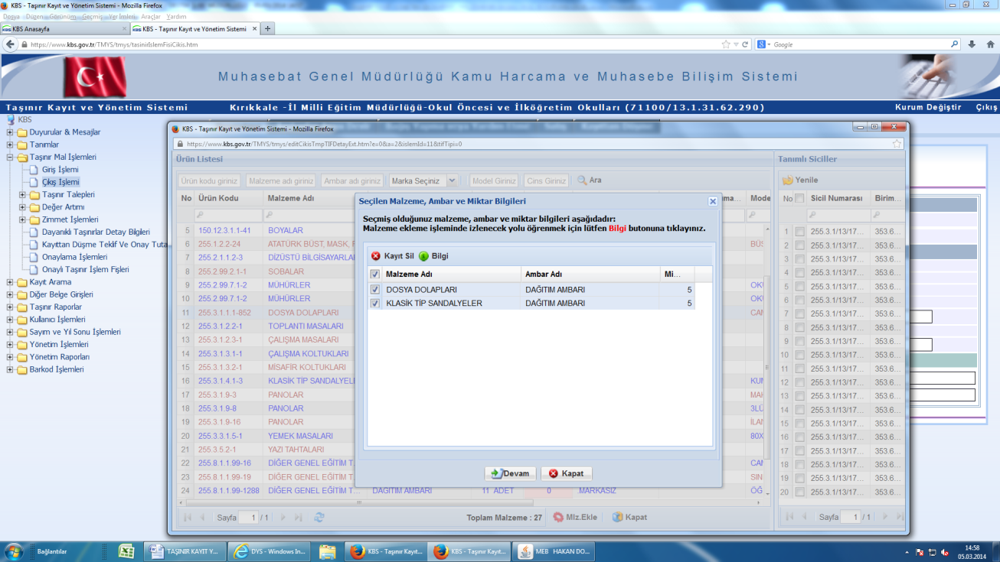 KBS - Taşınır Kayıt ve Yönetim Sistemi - Mozilla Firefox
Dosya Düzen Görünüm Geçmiş Yer İmleri Araçlar Yardım
KBS Anasayfa KBS - Taşınır Kayıt ve Yönetim Sistemi
https://www.kbs.gov.tr/TMYS/tmys/tasinirIslemFisiCikis.htm Google
Muhasebat Genel Müdürlüğü Kamu Harcama ve Muhasebe Bilişim Sistemi
Taşınır Kayıt ve Yönetim Sistemi Kırıkkale -İl Milli Eğitim Müdürlüğü-Okul Öncesi ve İlköğretim Okulları (71100/13.1.31.62.290) Kurum Değiştir Çıkış
KBS
Duyurular & Mesajlar
Tanımlar
Taşınır Mal İşlemleri
Giriş İşlemi
Çıkış İşlemi
Taşınır Talepleri
Değer Artımı
Zimmet İşlemleri
Dayanıklı Taşınırlar Detay Bilgileri
Kayıttan Düşme Teklif Ve Onay Tuta
Onaylama İşlemleri
Onaylı Taşınır İşlem Fişleri
Kayıt Arama
Diğer Belge Girişleri
Taşınır Raporlar
Kullanıcı İşlemleri
Sayım ve Yıl Sonu İşlemleri
Yönetim İşlemleri
Yönetim Raporları
Barkod İşlemleri
KBS - Taşınır Kayıt ve Yönetim Sistemi - Mozilla Firefox
https://www.kbs.gov.tr/TMYS/tmys/editCikisTmpTIFDetayExt.htm?e=0&a=2&islemId=11&tifTipi=0
Ürün Listesi
Ürün kodu giriniz Malzeme adı giriniz Ambar adı giriniz Marka Seçiniz Model Giriniz Cins Giriniz Ara
No Ürün Kodu Malzeme Adı ma... Mode
5 150.12.3.1.1-41 BOYALAR
6 255.1.2.2-24 ATATÜRK BÜST, MASK, BÜS
7 255.2.1.1.2-3 DİZÜSTÜ BİLGİSAYARLA
8 255.2.99.2.1-1 SOBALAR
9 255.2.99.7.1-2 MÜHÜRLER OKU
10 255.2.99.7.1-2 MÜHÜRLER OKU
11 255.3.1.1.1-852 DOSYA DOLAPLARI CAM
12 255.3.1.2.2-1 TOPLANTI MASALARI
13 255.3.1.2.3-1 ÇALIŞMA MASALARI
14 255.3.1.3.1-1 ÇALIŞMA KOLTUKLARI
15 255.3.1.3.2-1 MİSAFİR KOLTUKLARI
16 255.3.1.4.1-3 KLASİK TİP SANDALYELE KUM
17 255.3.1.9-3 PANOLAR MAN
18 255.3.1.9-8 PANOLAR 3LÜ
19 255.3.1.9-16 PANOLAR İLAN
20 255.3.3.1.5-1 YEMEK MASALARI 80X
21 255.3.5.2-1 YAZI TAHTALARI
22 255.8.1.1.99-16 DİĞER GENEL EĞİTİM T... CAM
23 255.8.1.1.99-19 DİĞER GENEL EĞİTİM T SIN
24 255.8.1.1.99-1288 DİĞER GENEL EĞİTİM T... DAĞITIM AMBARI 11 ADET 0 MARKASIZ ÖĞ
Sayfa 1 / 1 Toplam Malzeme : 27 Mlz.Ekle Kapat
Seçilen Malzeme, Ambar ve Miktar Bilgileri
Seçmiş olduğunuz malzeme, ambar ve miktar bilgileri aşağıdadır:
Malzeme ekleme işleminde izlenecek yolu öğrenmek için lütfen Bilgi butonuna tıklayınız.
Kayıt Sil Bilgi
Malzeme Adı Ambar Adı Mi...
DOSYA DOLAPLARI DAĞITIM AMBARI 5
KLASİK TİP SANDALYELER DAĞITIM AMBARI 5
Devam Kapat
Tanımlı Siciller
Yenile
No Sicil Numarası Birim...
1 255.3.1/13/17... 353.6...
2 255.3.1/13/17... 353.6...
3 255.3.1/13/17... 353.6...
4 255.3.1/13/17... 353.6...
5 255.3.1/13/17... 353.6...
6 255.3.1/13/17... 353.6...
7 255.3.1/13/17... 353.6...
8 255.3.1/13/17... 353.6...
9 255.3.1/13/17... 353.6...
10 255.3.1/13/17... 353.6...
11 255.3.1/13/17... 353.6...
12 255.3.1/13/17... 353.6...
13 255.3.1/13/17... 353.6...
14 255.3.1/13/17... 353.6...
15 255.3.1/13/17... 353.6...
16 255.3.1/13/17... 353.6...
17 255.3.1/13/17... 353.6...
18 255.3.1/13/17... 353.6...
19 255.3.1/13/17... 353.6...
20 255.3.1/13/17... 353.6...
Sayfa 1 / 1
Bağlantılar TAŞINIR KAYIT Y... DYS - Windows In... KBS - Taşınır Kayıt... KBS - Taşınır Kayıt... MEB HAKAN DO... 14:58
05.03.2014